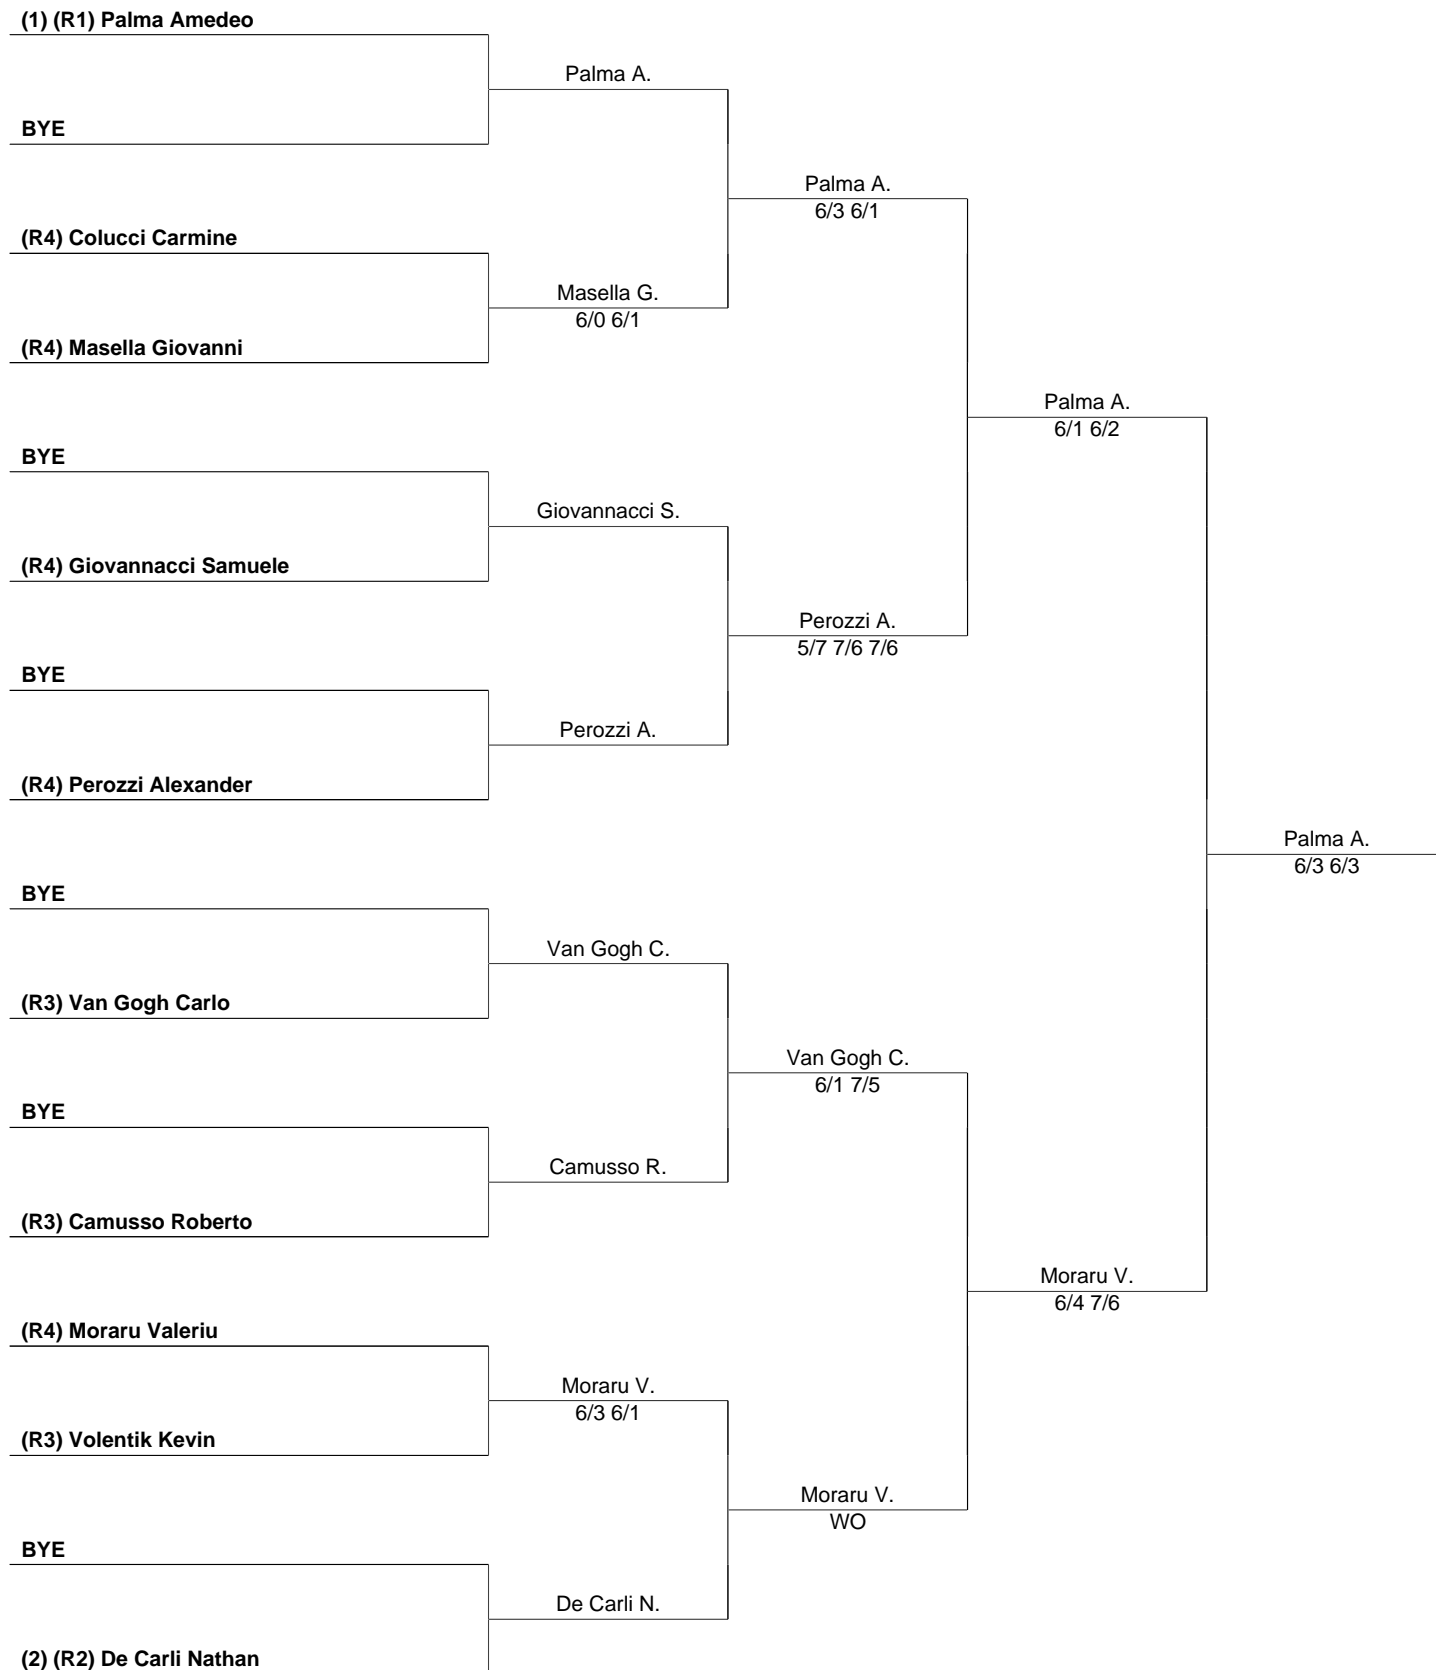 (1) (R1) Palma Amedeo
Palma A.
BYE
Palma A.
6/3 6/1
(R4) Colucci Carmine
Masella G.
6/0 6/1
(R4) Masella Giovanni
Palma A.
6/1 6/2
BYE
Giovannacci S.
(R4) Giovannacci Samuele
Perozzi A.
5/7 7/6 7/6
BYE
Perozzi A.
(R4) Perozzi Alexander
Palma A.
6/3 6/3
BYE
Van Gogh C.
(R3) Van Gogh Carlo
Van Gogh C.
6/1 7/5
BYE
Camusso R.
(R3) Camusso Roberto
Moraru V.
6/4 7/6
(R4) Moraru Valeriu
Moraru V.
6/3 6/1
(R3) Volentik Kevin
Moraru V.
WO
BYE
De Carli N.
(2) (R2) De Carli Nathan